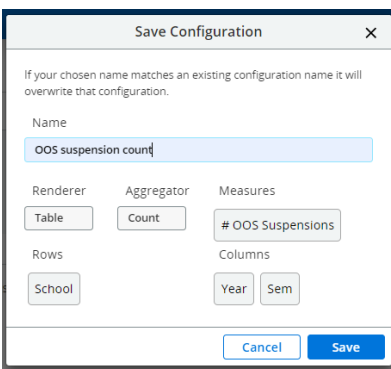 Save Configuration
If your chosen name matches an existing configuration name it will
overwrite that configuration.
Name
OOS suspension count
Renderer Aggregator Measures
Table Count # OOS Suspensions
Rows Columns
School Year Sem
Cancel Save